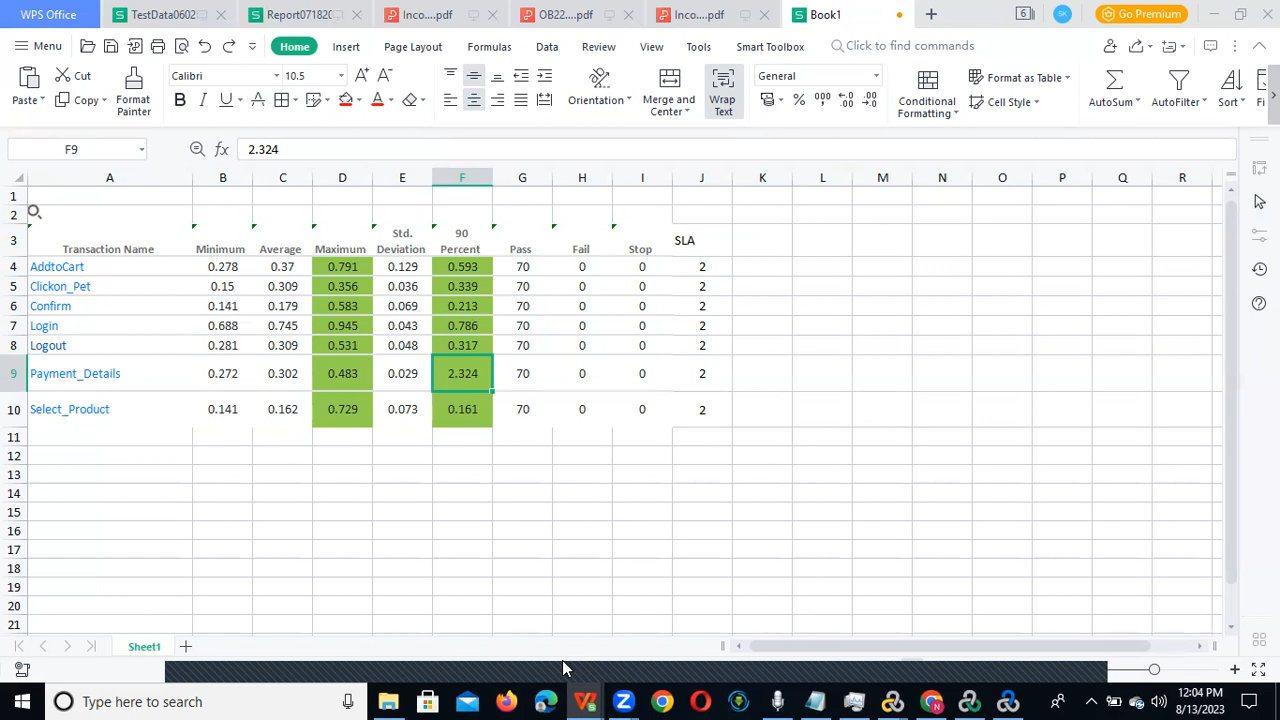 WPS Office TestData0602 Report071820 Inco....pdf OB22....pdf Inco....pdf Book1 6 SK Go Premium
Menu Home Insert Page Layout Formulas Data Review View Tools Smart Toolbox Click to find commands
Cut Calibri 10.5 A+ A- General Format as Table
Paste Copy Format Painter B I U A A Orientation Merge and Center Wrap Text % Conditional Formatting Cell Style AutoSum AutoFilter Sort Fi
F9 fx 2.324
A B C D E F G H I J K L M N O P Q R
1
2
3 Transaction Name Minimum Average Maximum Std. Deviation 90 Percent Pass Fail Stop SLA
4 AddtoCart 0.278 0.37 0.791 0.129 0.593 70 0 0 2
5 Clickon_Pet 0.15 0.309 0.356 0.036 0.339 70 0 0 2
6 Confirm 0.141 0.179 0.583 0.069 0.213 70 0 0 2
7 Login 0.688 0.745 0.945 0.043 0.786 70 0 0 2
8 Logout 0.281 0.309 0.531 0.048 0.317 70 0 0 2
9 Payment_Details 0.272 0.302 0.483 0.029 2.324 70 0 0 2
10 Select_Product 0.141 0.162 0.729 0.073 0.161 70 0 0 2
11
12
13
14
15
16
17
18
19
20
21
Sheet1
Type here to search
12:04 PM
8/13/2023